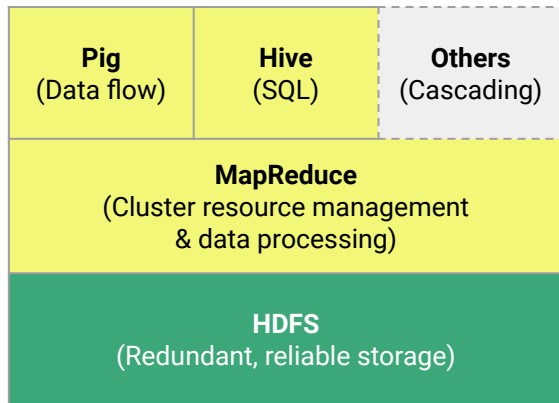 Pig
(Data flow)
Hive
(SQL)
Others
(Cascading)
MapReduce
(Cluster resource management
& data processing)
HDFS
(Redundant, reliable storage)